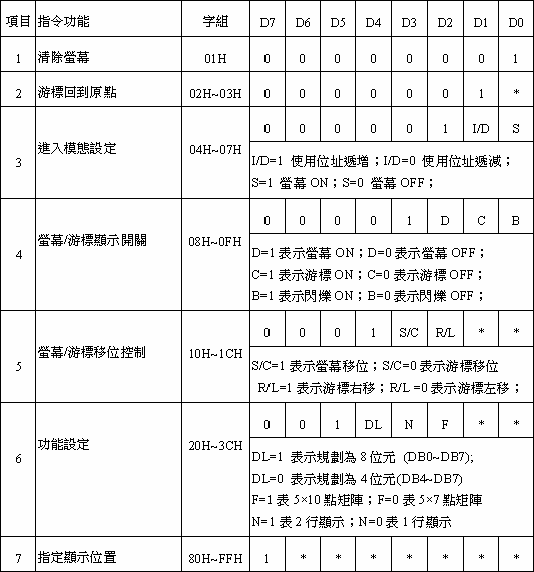 項目 指令功能 字組 D7 D6 D5 D4 D3 D2 D1 D0
1 清除螢幕 01H 0 0 0 0 0 0 0 1
2 游標回到原點 02H~03H 0 0 0 0 0 0 1 *
3 進入模態設定 04H~07H 0 0 0 0 0 1 I/D S
I/D=1 使用位址遞增；I/D=0 使用位址遞減；
S=1 螢幕 ON；S=0 螢幕 OFF；
4 螢幕/游標顯示開關 08H~0FH 0 0 0 0 1 D C B
D=1 表示螢幕 ON；D=0 表示螢幕 OFF；
C=1 表示游標 ON；C=0 表示游標 OFF；
B=1 表示閃爍 ON；B=0 表示閃爍 OFF；
5 螢幕/游標移位控制 10H~1CH 0 0 0 1 S/C R/L * *
S/C=1 表示螢幕移位；S/C=0 表示游標移位
R/L=1 表示游標右移；R/L =0 表示游標左移；
6 功能設定 20H~3CH 0 0 1 DL N F * *
DL=1 表示規劃為 8 位元 (DB0~DB7);
DL=0 表示規劃為 4 位元(DB4~DB7)
F=1 表 5×10 點矩陣；F=0 表 5×7 點矩陣
N=1 表 2 行顯示；N=0 表 1 行顯示
7 指定顯示位置 80H~FFH 1 * * * * * * *